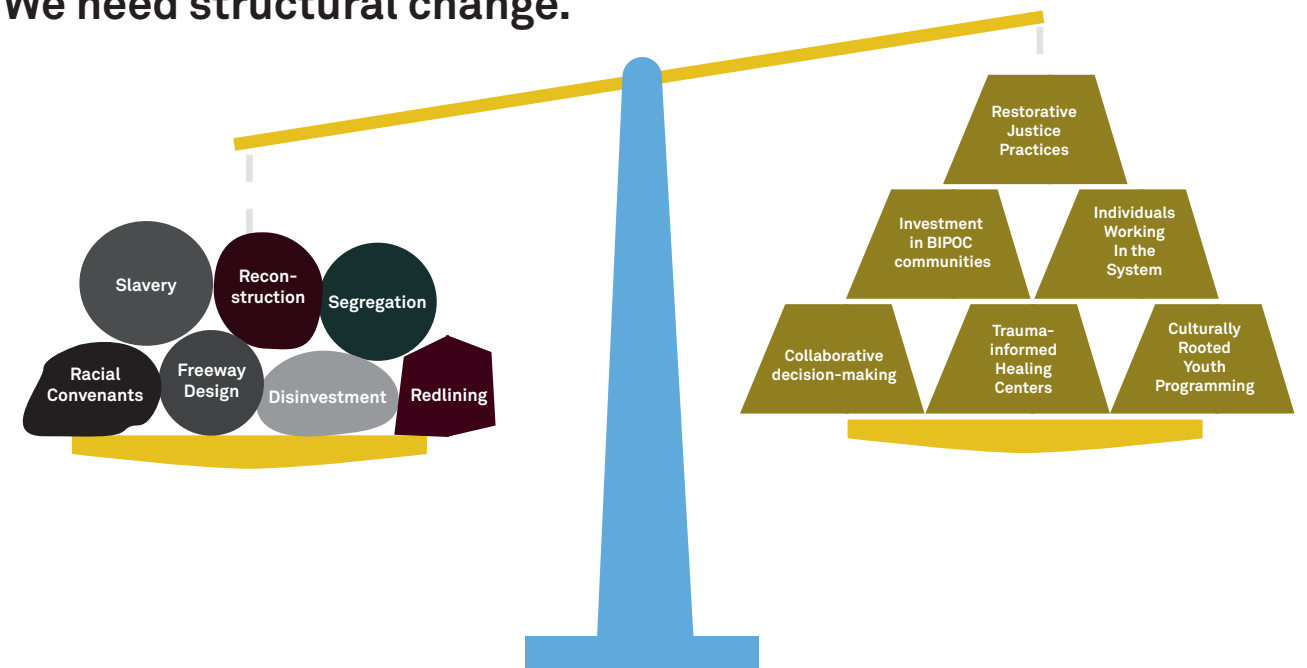 We need structural change.
Slavery
Recon-
struction
Segregation
Racial
Convenants
Freeway
Design
Disinvestment
Redlining
Restorative
Justice
Practices
Investment
in BIPOC
communities
Individuals
Working
In the
System
Collaborative
decision-making
Trauma-
informed
Healing
Centers
Culturally
Rooted
Youth
Programming